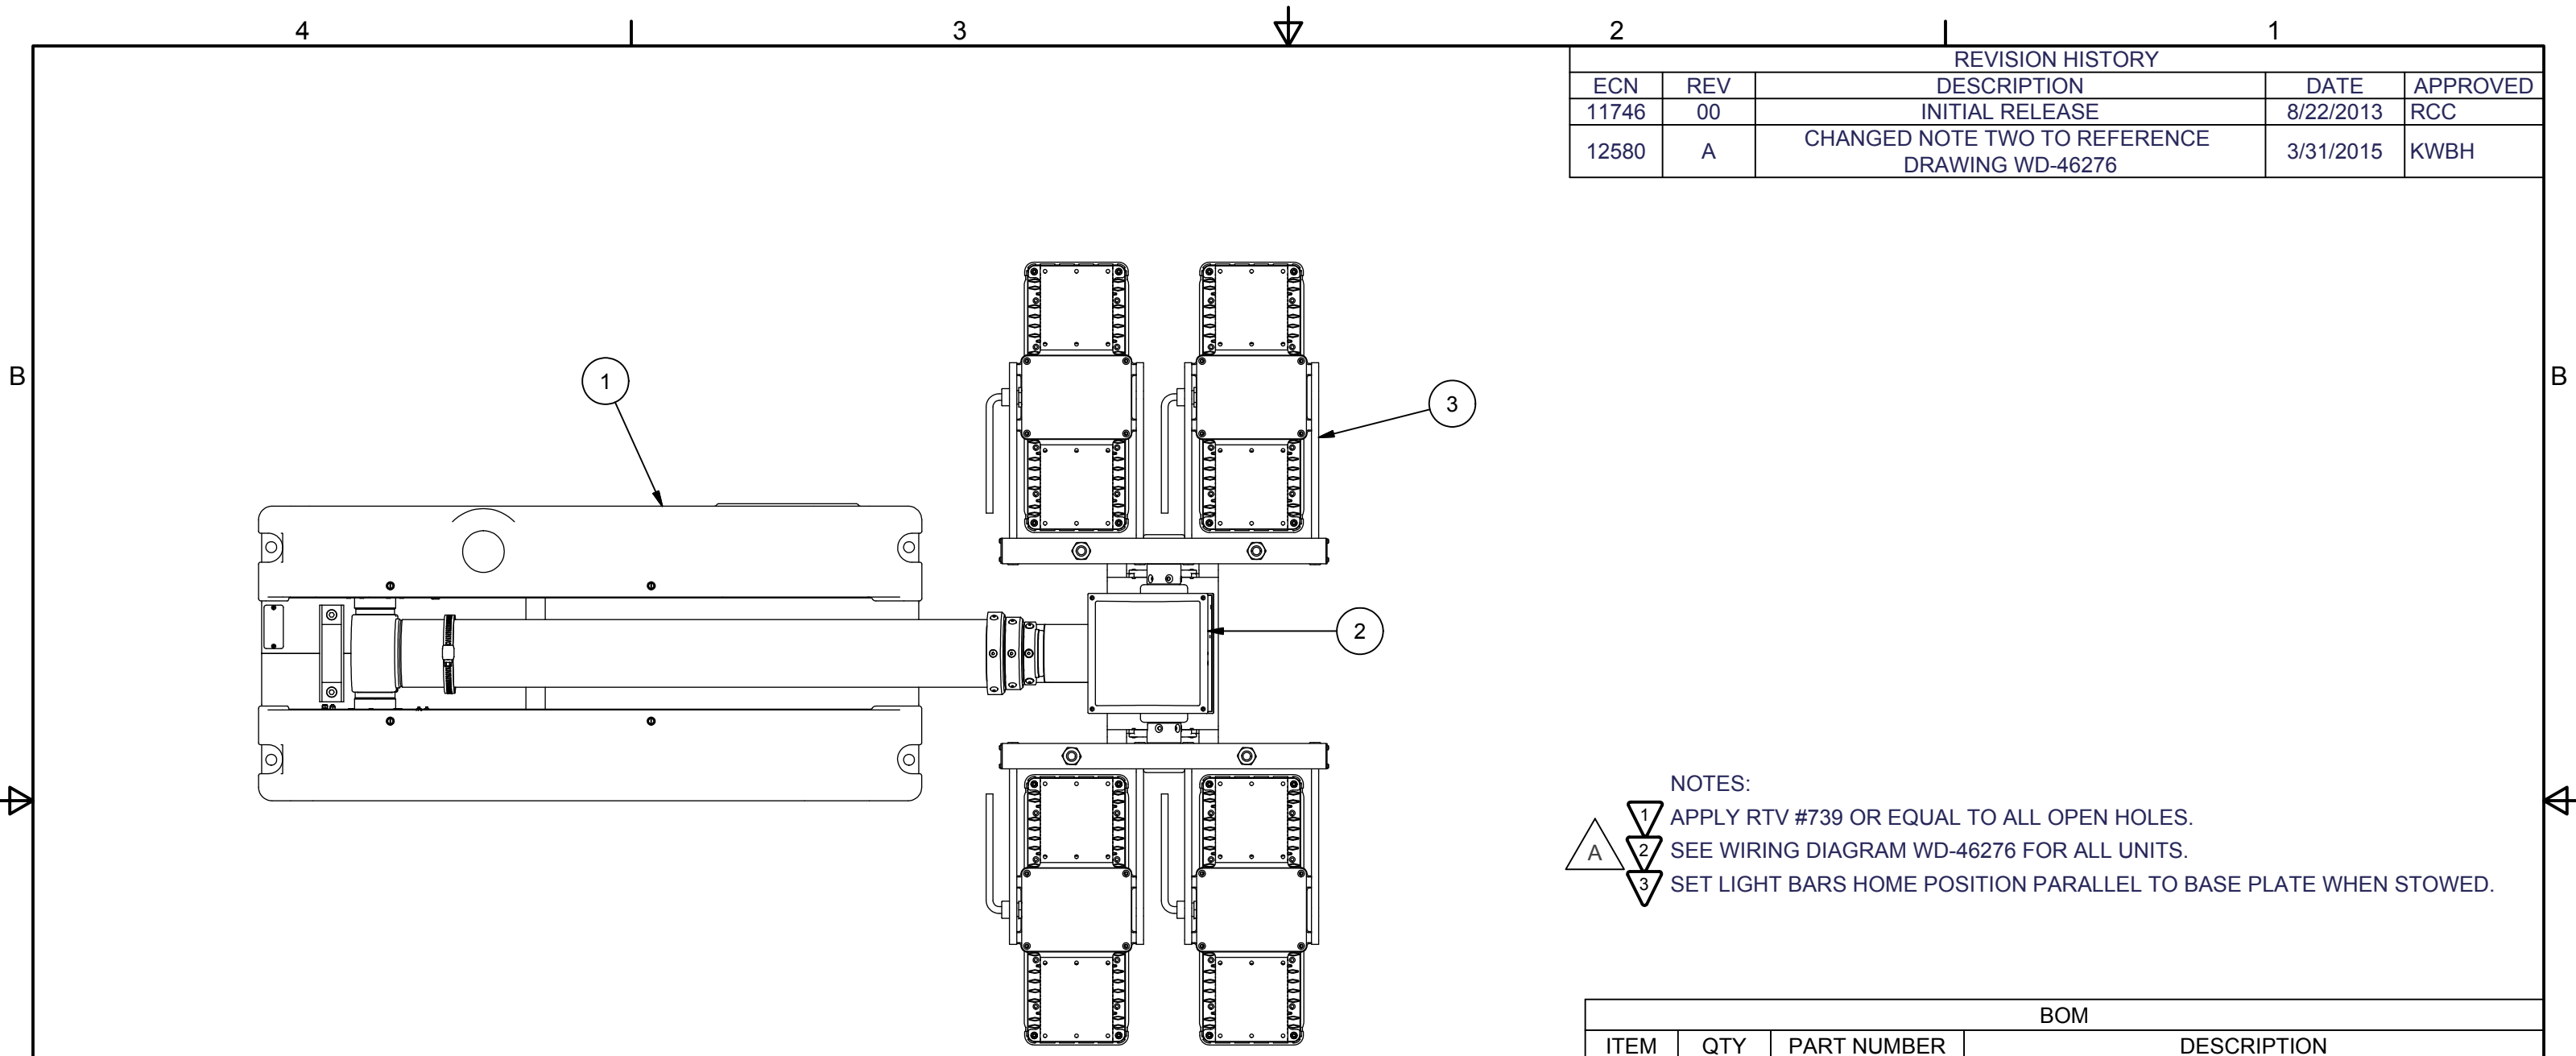 4 3 2 1
REVISION HISTORY
ECN REV DESCRIPTION DATE APPROVED
11746 00 INITIAL RELEASE 8/22/2013 RCC
12580 A CHANGED NOTE TWO TO REFERENCE DRAWING WD-46276 3/31/2015 KWBH
B B
1
3
2
NOTES:
1 APPLY RTV #739 OR EQUAL TO ALL OPEN HOLES.
A 2 SEE WIRING DIAGRAM WD-46276 FOR ALL UNITS.
3 SET LIGHT BARS HOME POSITION PARALLEL TO BASE PLATE WHEN STOWED.
BOM
ITEM QTY PART NUMBER DESCRIPTION